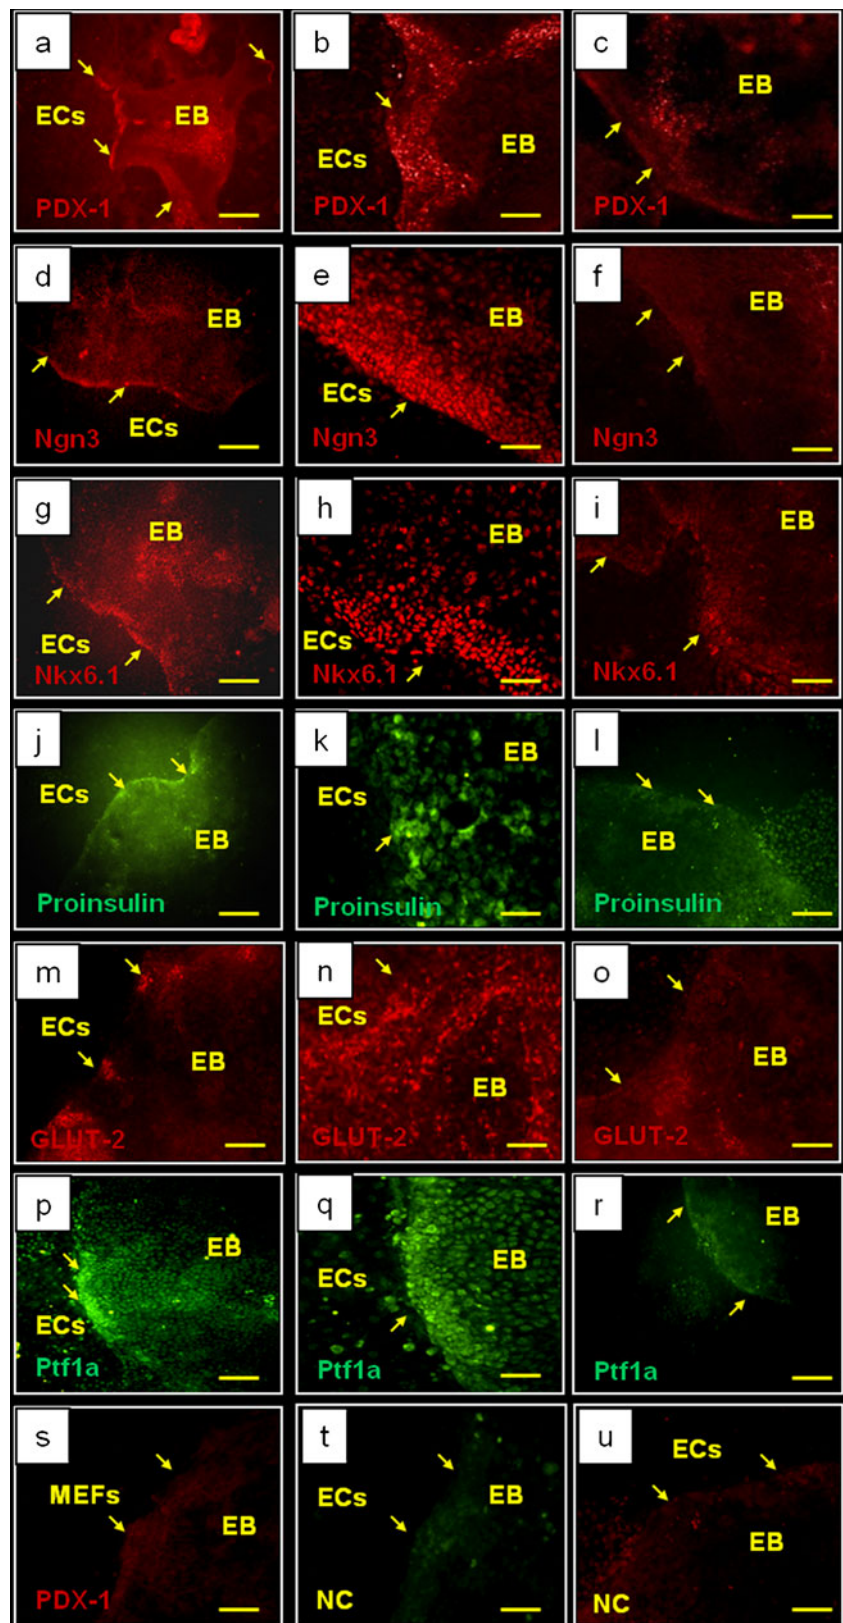 a
ECs
EB
PDX-1
b
ECs
EB
PDX-1
c
EB
PDX-1
d
EB
ECs
Ngn3
e
EB
ECs
Ngn3
f
EB
Ngn3
g
EB
ECs
Nkx6.1
h
EB
ECs
Nkx6.1
i
EB
Nkx6.1
j
ECs
EB
Proinsulin
k
EB
ECs
Proinsulin
l
EB
Proinsulin
m
ECs
EB
GLUT-2
n
ECs
EB
GLUT-2
o
EB
GLUT-2
p
EB
ECs
Ptf1a
q
EB
ECs
Ptf1a
r
EB
Ptf1a
s
MEFs
EB
PDX-1
t
ECs
EB
NC
u
ECs
EB
NC